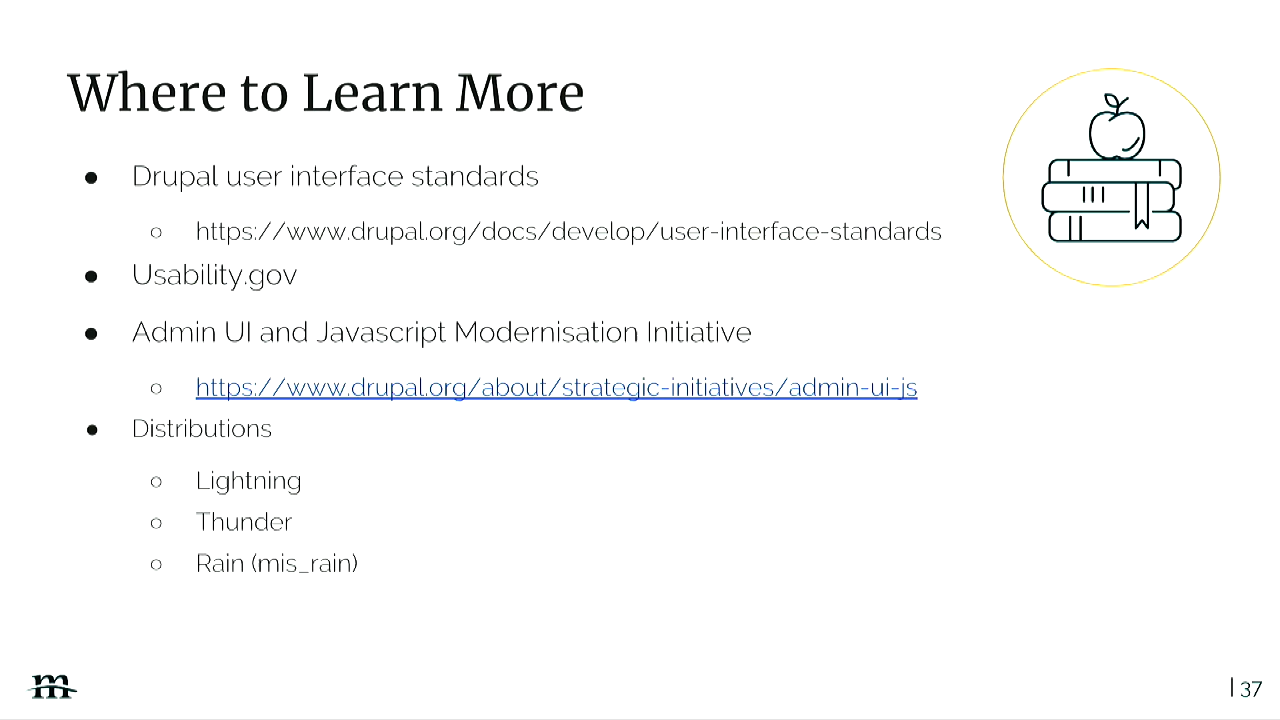 Where to Learn More
● Drupal user interface standards
○ https://www.drupal.org/docs/develop/user-interface-standards
● Usability.gov
● Admin UI and Javascript Modernisation Initiative
○ https://www.drupal.org/about/strategic-initiatives/admin-ui-js
● Distributions
○ Lightning
○ Thunder
○ Rain (mis_rain)
m
| 37